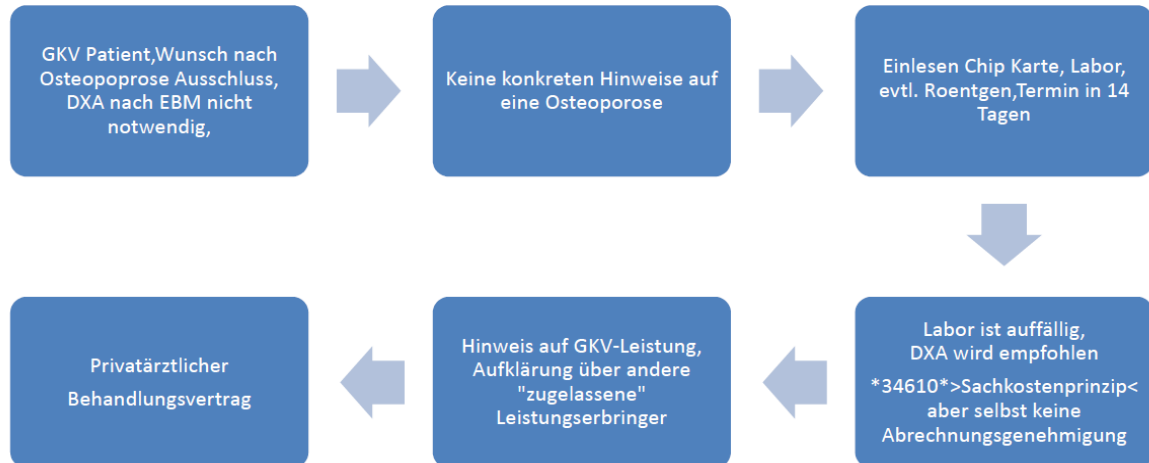 GKV Patient,Wunsch nach
Osteopoprose Ausschluss,
DXA nach EBM nicht
notwendig,
Keine konkreten Hinweise auf
eine Osteoporose
Einlesen Chip Karte, Labor,
evtl. Roentgen,Termin in 14
Tagen
Labor ist auffällig,
DXA wird empfohlen
*34610*>Sachkostenprinzip<
aber selbst keine
Abrechnungsgenehmigung
Hinweis auf GKV-Leistung,
Aufklärung über andere
"zugelassene"
Leistungserbringer
Privatärztlicher
Behandlungsvertrag